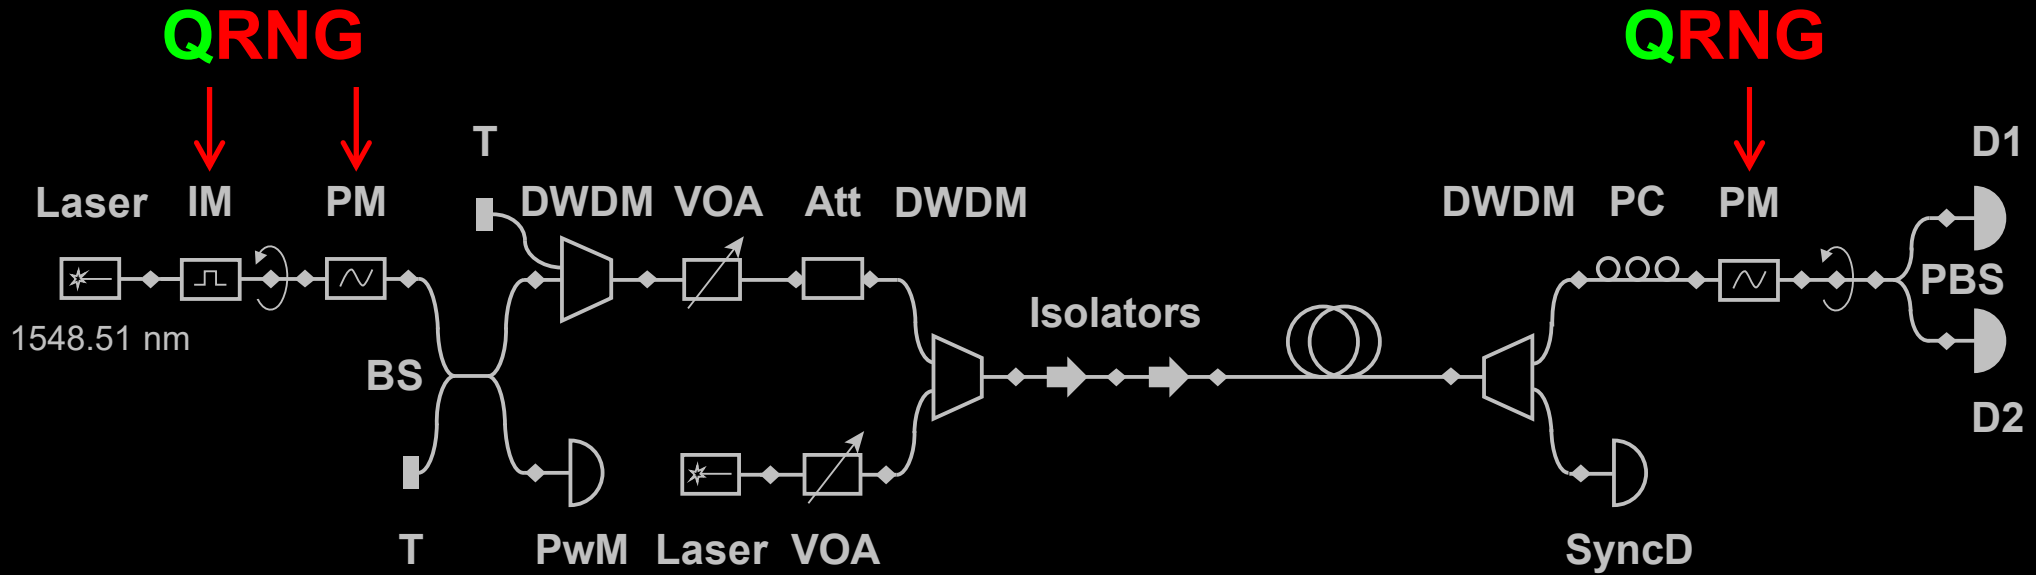 QRNG QRNG
T D1
Laser IM PM DWDM VOA Att DWDM DWDM PC PM
PBS
Isolators
1548.51 nm
BS
D2
T PwM Laser VOA SyncD